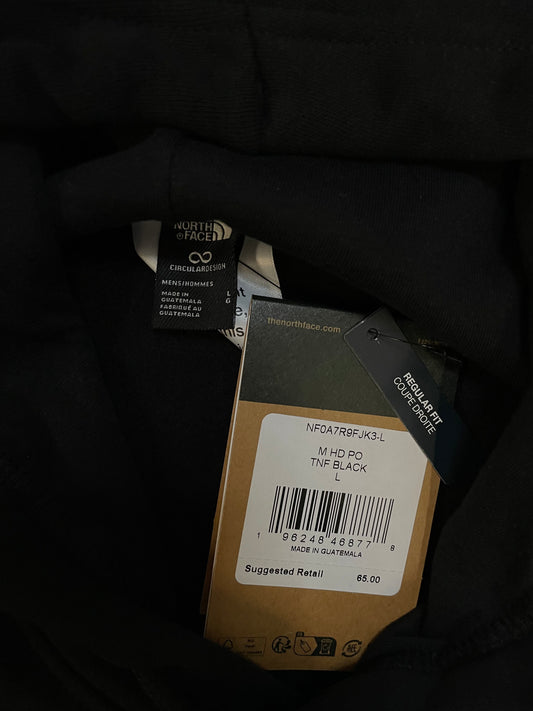 NORTH
FACE
CIRCULARDESIGN
MENS|HOMMES
MADE IN
GUATEMALA
FABRIQUÉ AU
GUATEMALA
L
G
thenorthface.com
REGULAR FIT
COUPE DROITE
NF0A7R9FJK3-L
M HD PO
TNF BLACK
L
1 96248 46877 8
MADE IN GUATEMALA
Suggested Retail 65.00